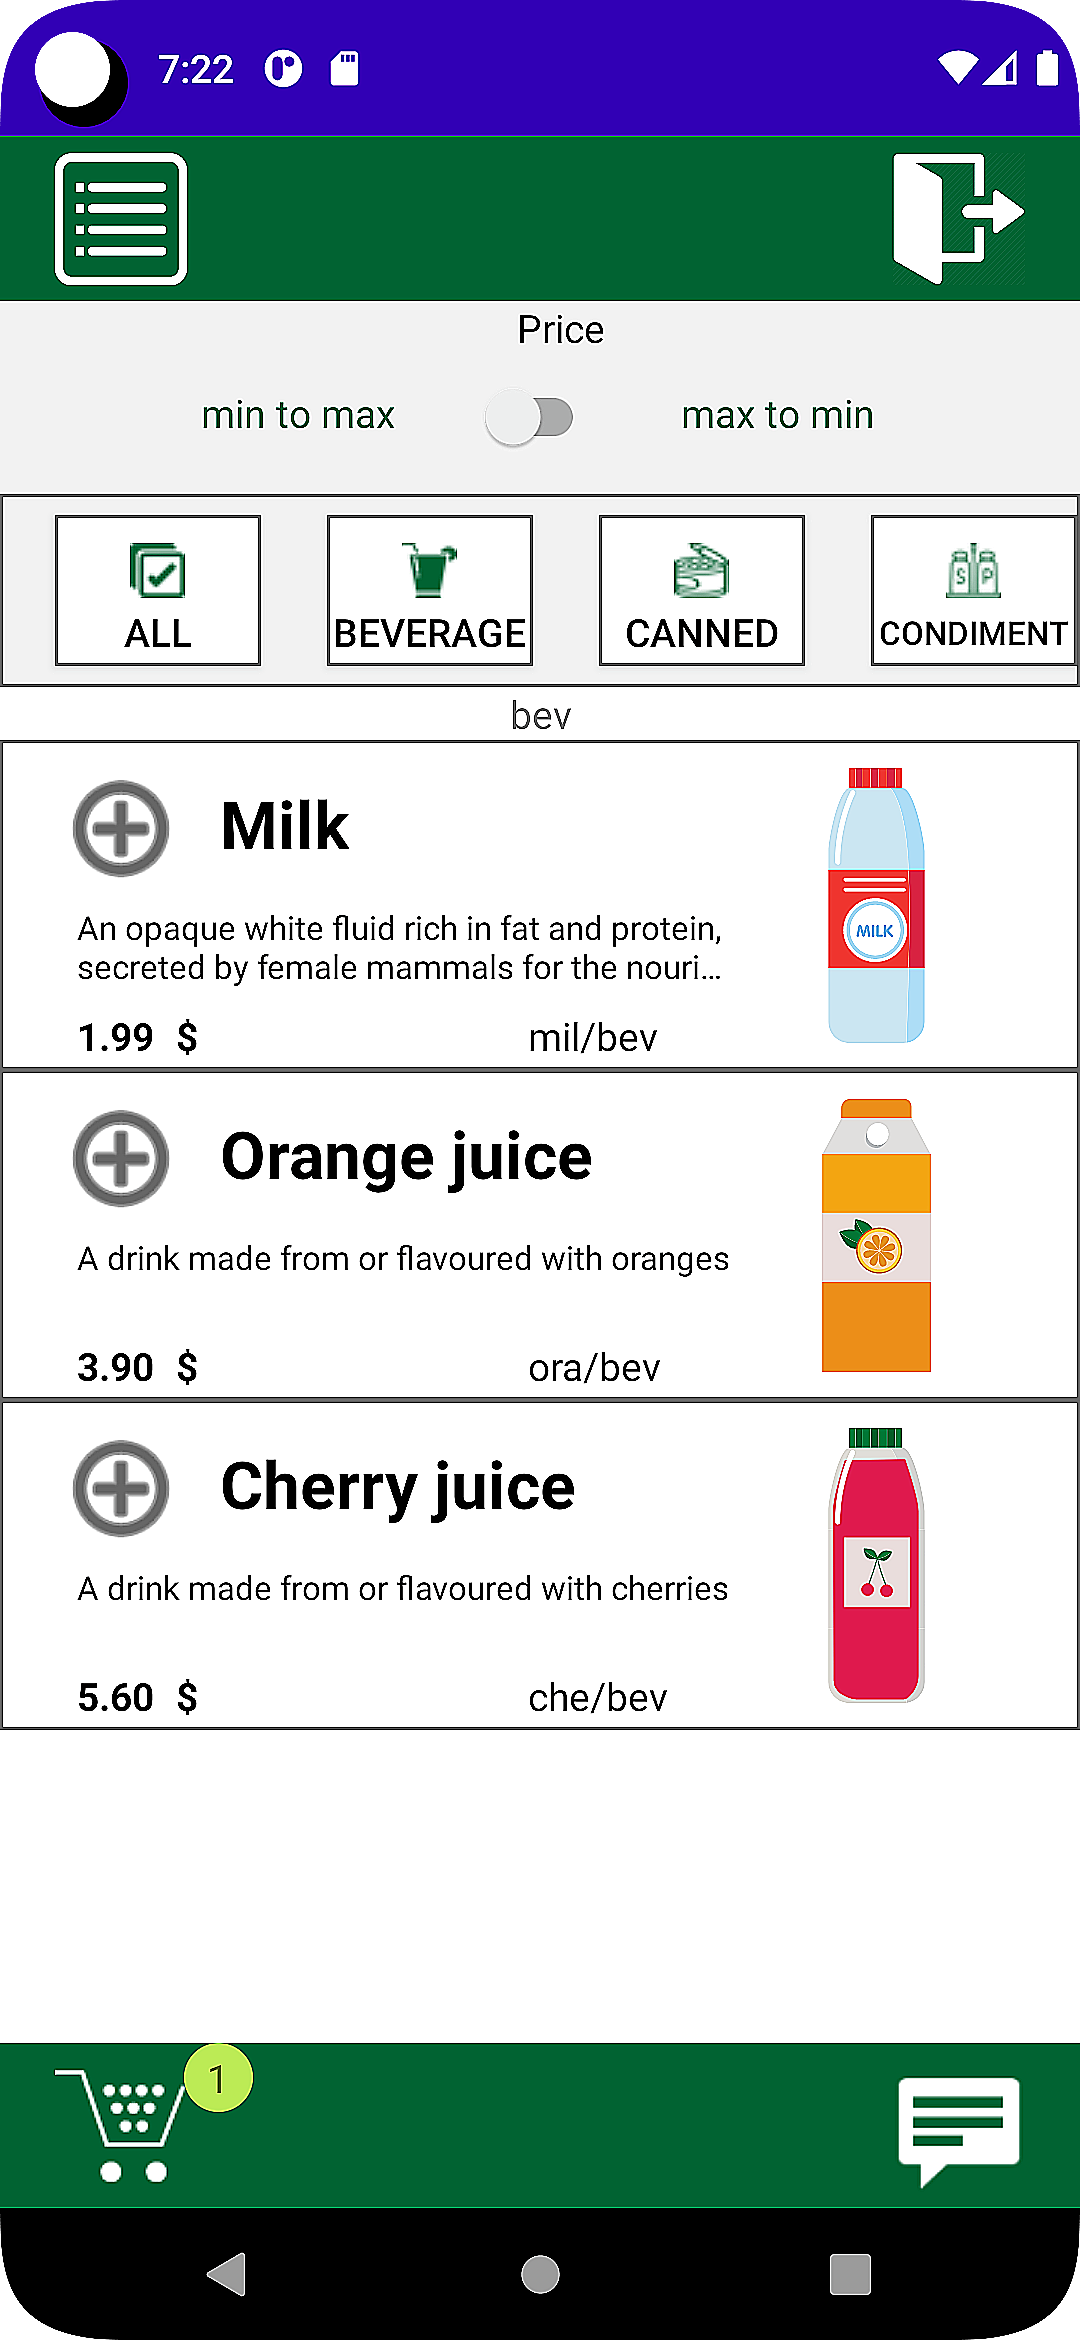 7:22
Price
min to max
max to min
ALL
BEVERAGE
CANNED
S P
CONDIMENT
bev
Milk
An opaque white fluid rich in fat and protein,
secreted by female mammals for the nouri...
1.99 $
mil/bev
MILK
Orange juice
A drink made from or flavoured with oranges
3.90 $
ora/bev
Cherry juice
A drink made from or flavoured with cherries
5.60 $
che/bev
1